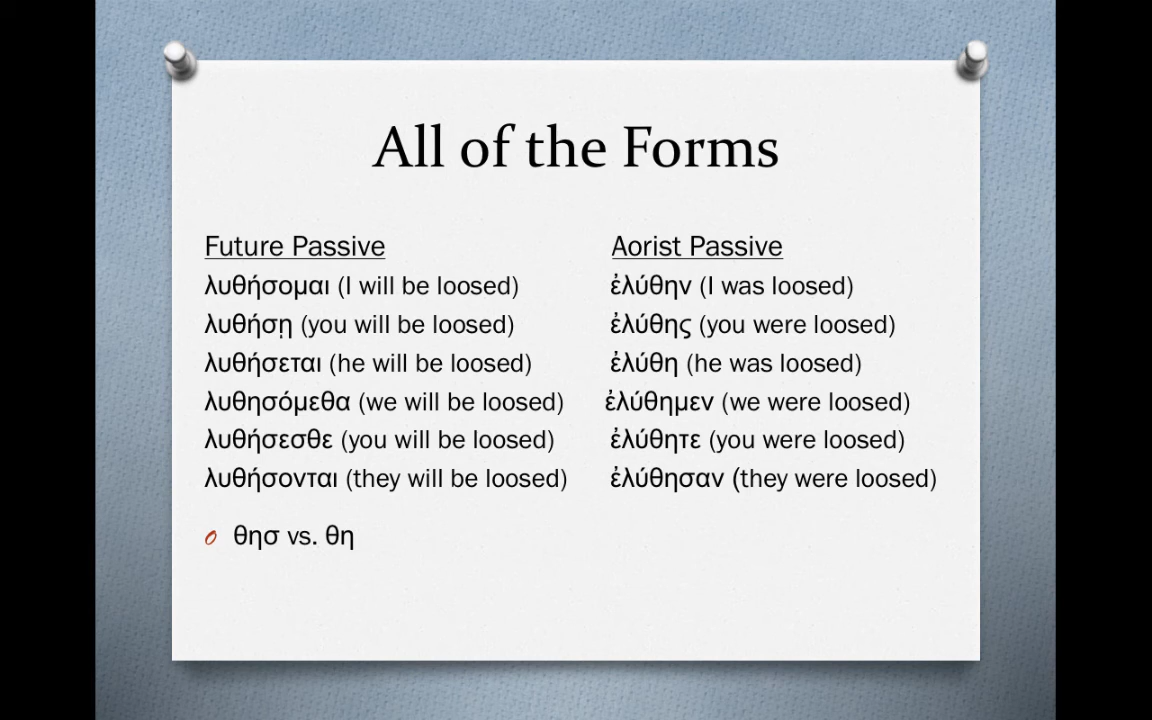 All of the Forms
Future Passive Aorist Passive
λυθήσομαι (I will be loosed) ἐλύθην (I was loosed)
λυθήσῃ (you will be loosed) ἐλύθης (you were loosed)
λυθήσεται (he will be loosed) ἐλύθη (he was loosed)
λυθησόμεθα (we will be loosed) ἐλύθημεν (we were loosed)
λυθήσεσθε (you will be loosed) ἐλύθητε (you were loosed)
λυθήσονται (they will be loosed) ἐλύθησαν (they were loosed)
θησ vs. θη